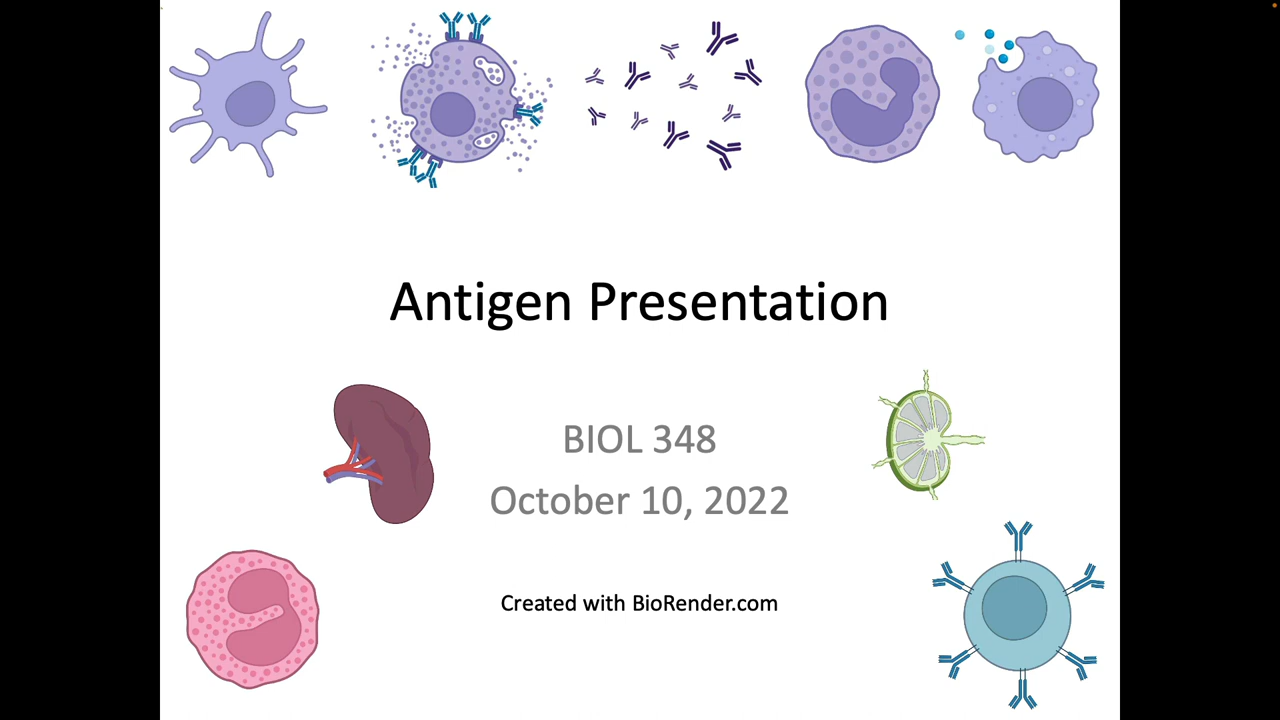 Antigen Presentation
BIOL 348
October 10, 2022
Created with BioRender.com